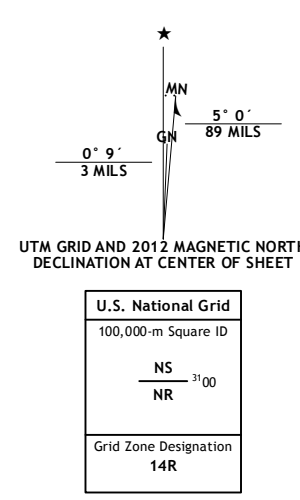 ★
MN
GN
5° 0´
89 MILS
0° 9´
3 MILS
UTM GRID AND 2012 MAGNETIC NORTH
DECLINATION AT CENTER OF SHEET
U.S. National Grid
100,000-m Square ID
NS
3100
NR
Grid Zone Designation
14R